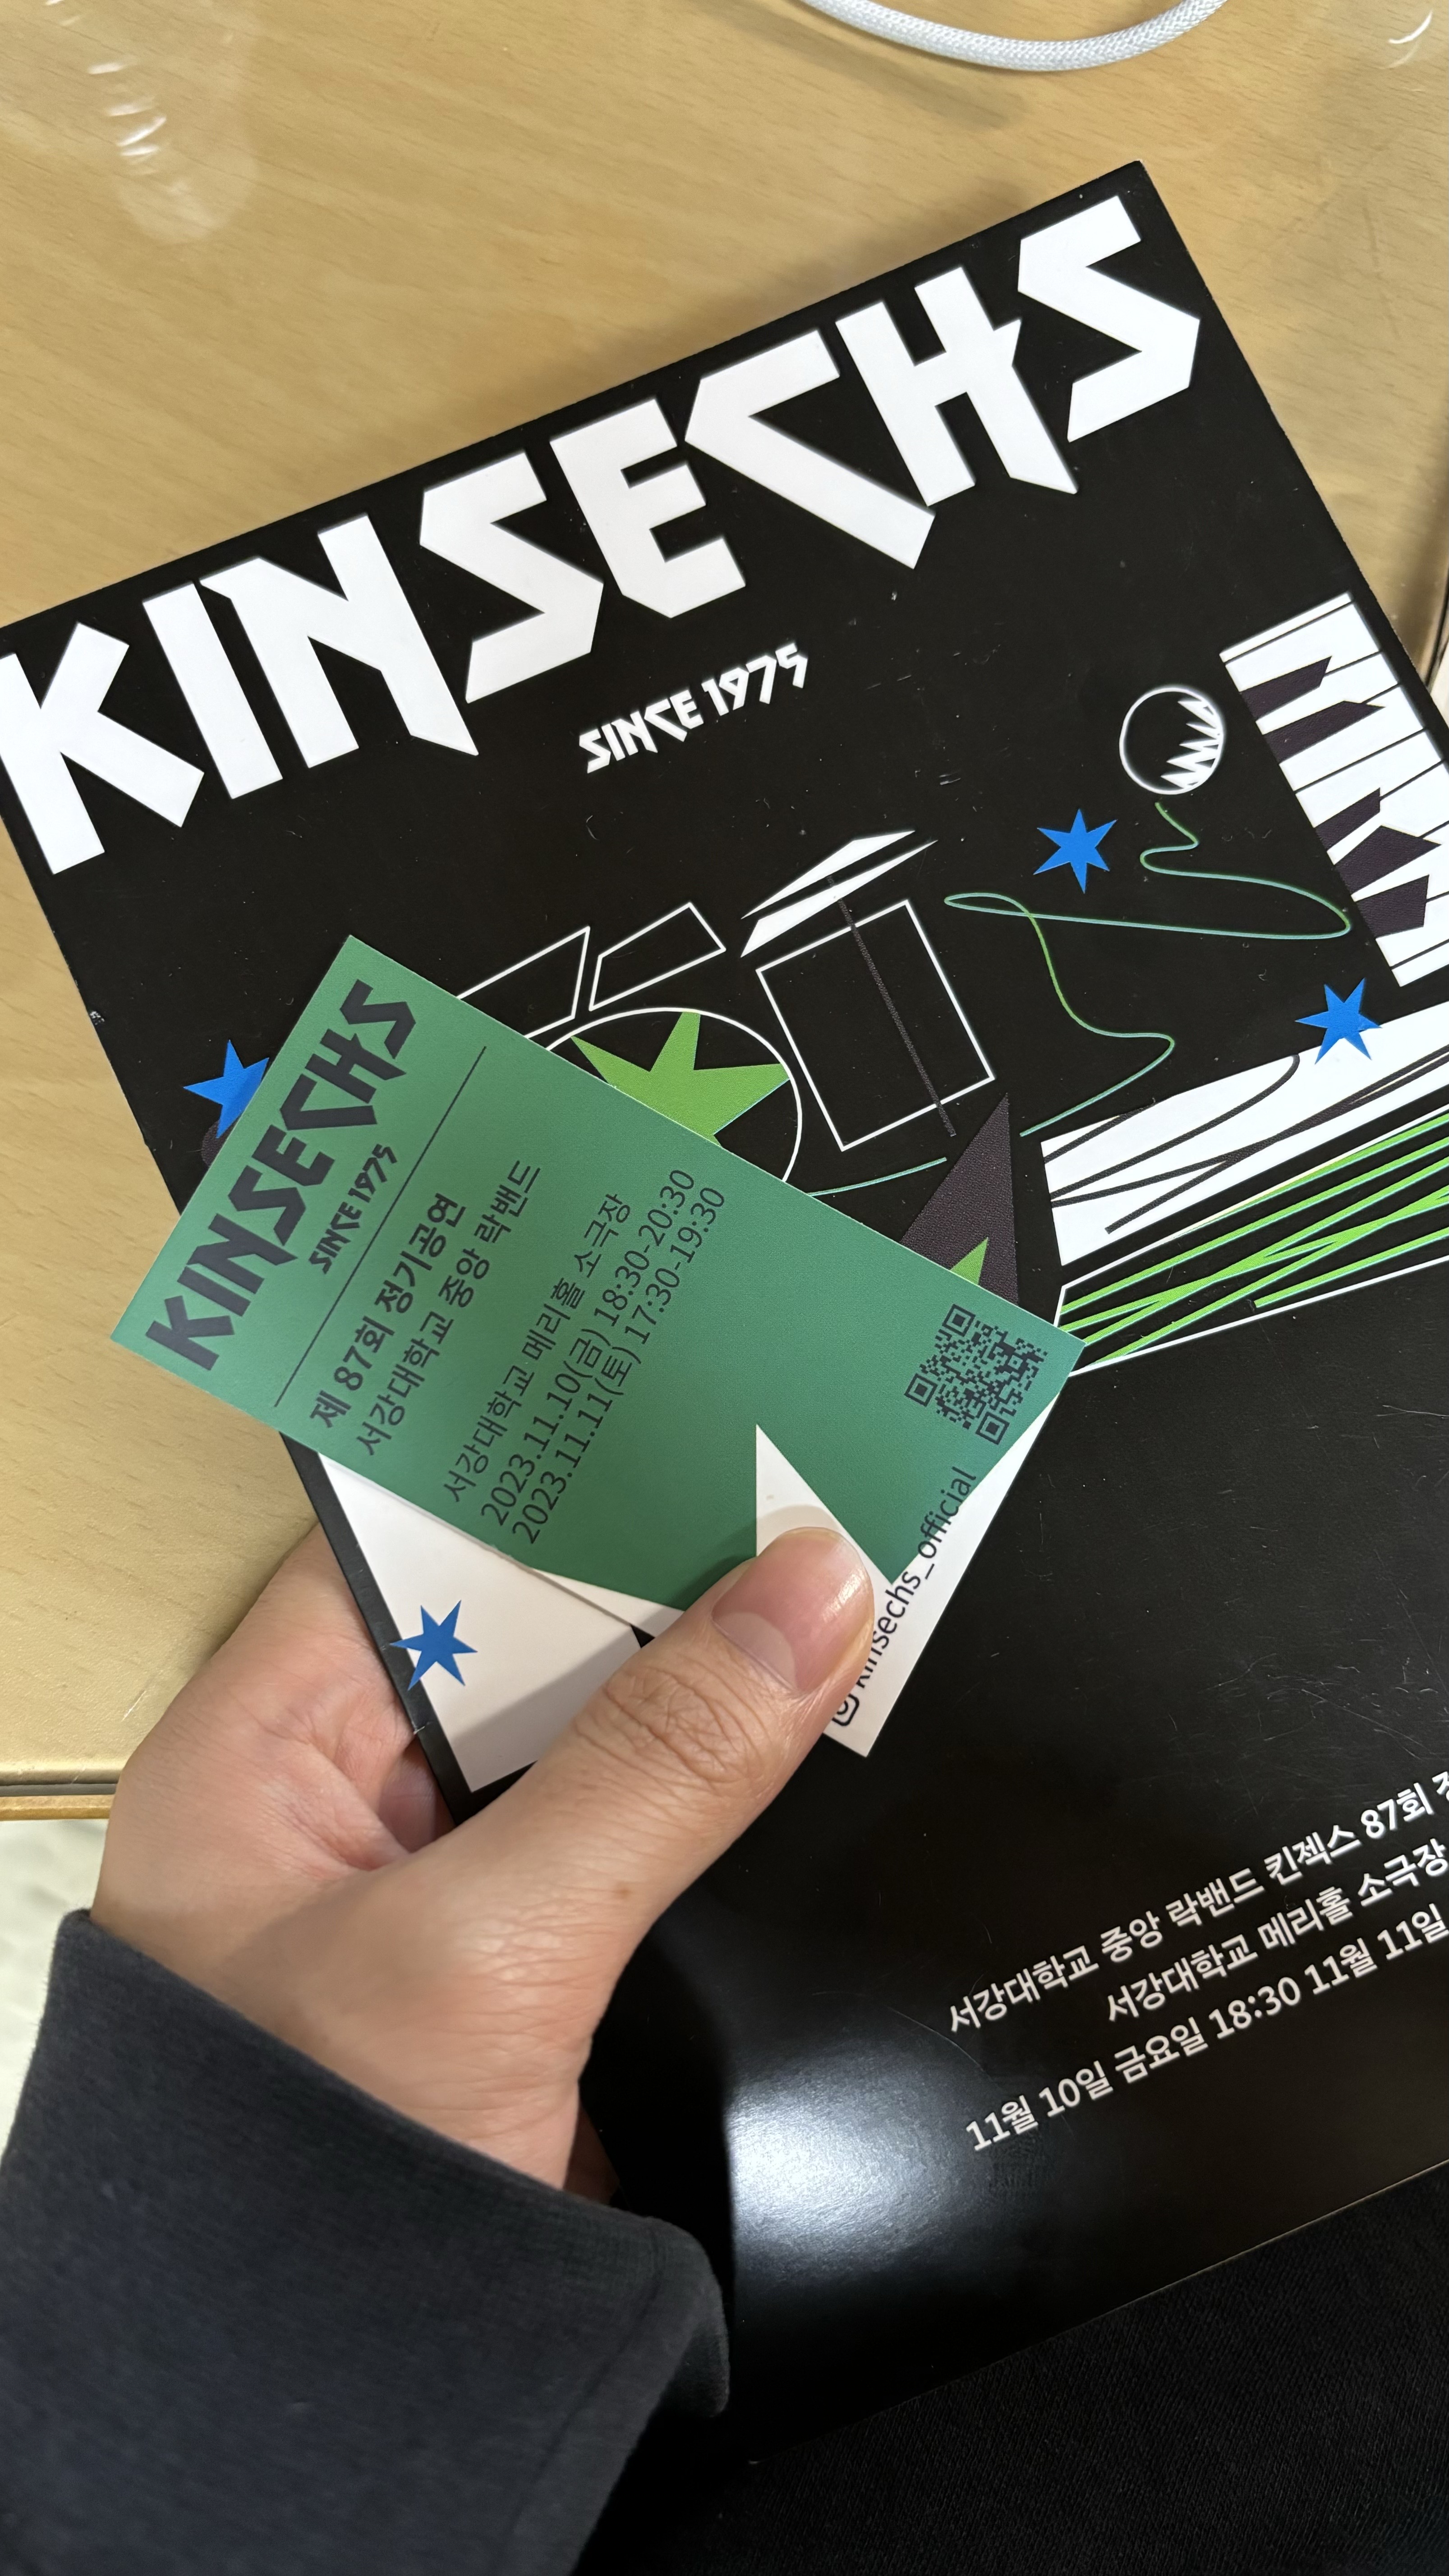 KINSECHS
SINCE 1975
KINSECHS
SINCE 1975
제 87회 정기공연
서강대학교 중앙 락밴드
서강대학교 메리홀 소극장
2023.11.10(금) 18:30-20:30
2023.11.11(토) 17:30-19:30
kinsechs_official
서강대학교 중앙 락밴드 킨젝스 87회
서강대학교 메리홀 소극장
11월 10일 금요일 18:30 11월 11일